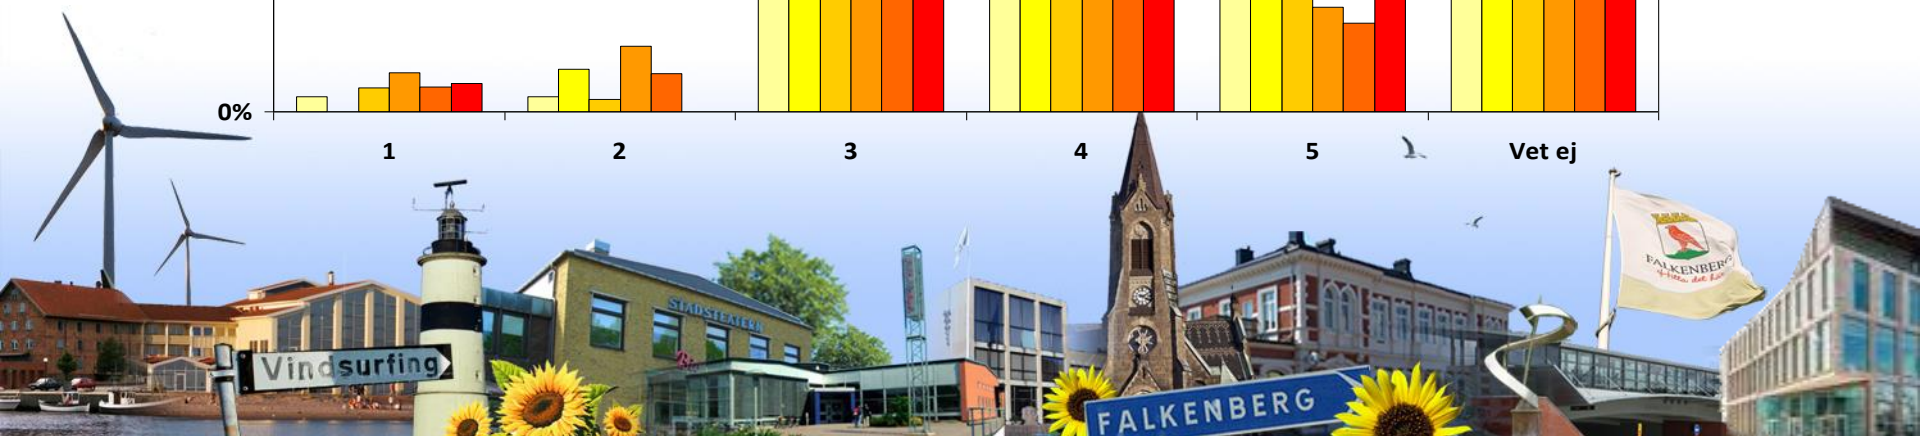 0%
1 2 3 4 5 Vet ej
STADSTEATERN
FALKENBERG
Vindsurfing
FALKENBERG